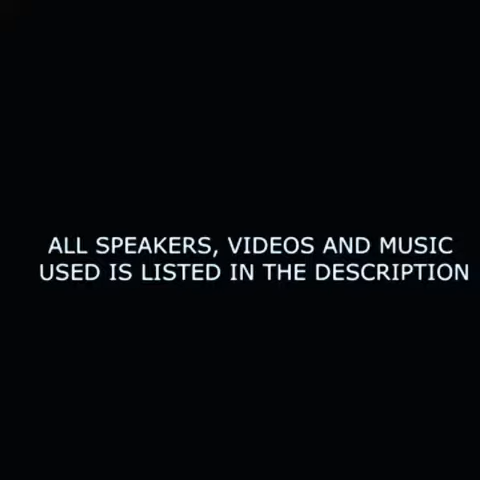 ALL SPEAKERS, VIDEOS AND MUSIC
USED IS LISTED IN THE DESCRIPTION